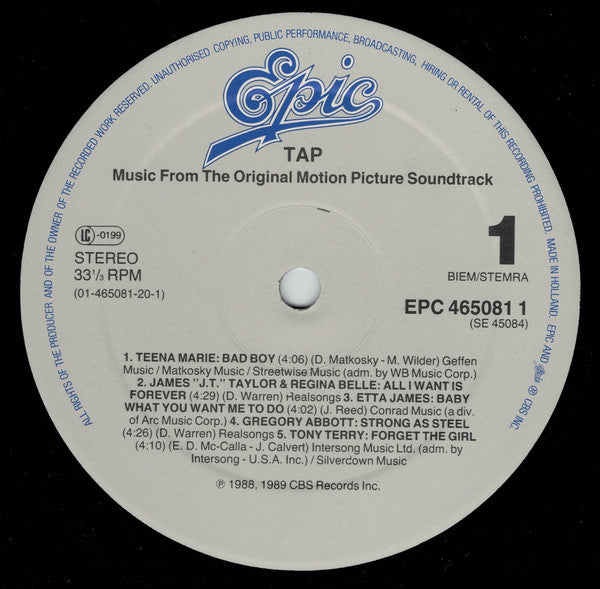 ALL RIGHTS OF THE PRODUCER AND OF THE OWNER OF THE RECORDED WORK RESERVED. UNAUTHORISED COPYING, PUBLIC PERFORMANCE, BROADCASTING, HIRING OR RENTAL OF THIS RECORDING PROHIBITED. MADE IN HOLLAND. EPIC AND Epic ® CBS INC
Epic
TAP
Music From The Original Motion Picture Soundtrack
LC -0199
STEREO
33 1/3 RPM
(01-465081-20-1)
1
BIEM/STEMRA
EPC 465081 1
(SE 45084)
1. TEENA MARIE: BAD BOY (4:06) (D. Matkosky - M. Wilder) Geffen
Music / Matkosky Music / Streetwise Music (adm. by WB Music Corp.)
2. JAMES "J.T." TAYLOR & REGINA BELLE: ALL I WANT IS
FOREVER (4:29) (D. Warren) Realsongs 3. ETTA JAMES: BABY
WHAT YOU WANT ME TO DO (4:02) (J. Reed) Conrad Music (a div.
of Arc Music Corp.) 4. GREGORY ABBOTT: STRONG AS STEEL
(4:26) (D. Warren) Realsongs 5. TONY TERRY: FORGET THE GIRL
(4:10) (E. D. Mc-Calla - J. Calvert) Intersong Music Ltd. (adm. by
Intersong - U.S.A. Inc.) / Silverdown Music
℗ 1988, 1989 CBS Records Inc.